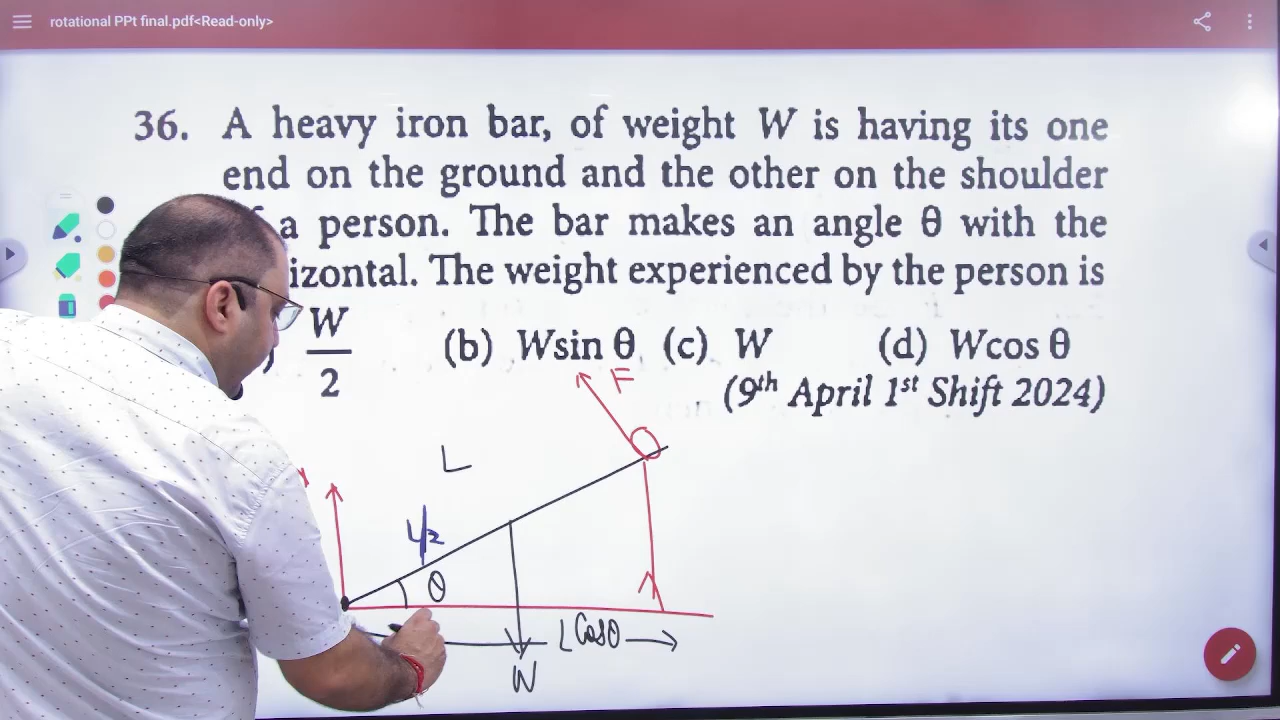 rotational PPt final.pdf<Read-only>
36. A heavy iron bar, of weight W is having its one
end on the ground and the other on the shoulder
a person. The bar makes an angle θ with the
izontal. The weight experienced by the person is
) W/2 (b) W sin θ (c) W (d) W cos θ
(9th April 1st Shift 2024)
F
L
L/2
θ
L Cosθ
W